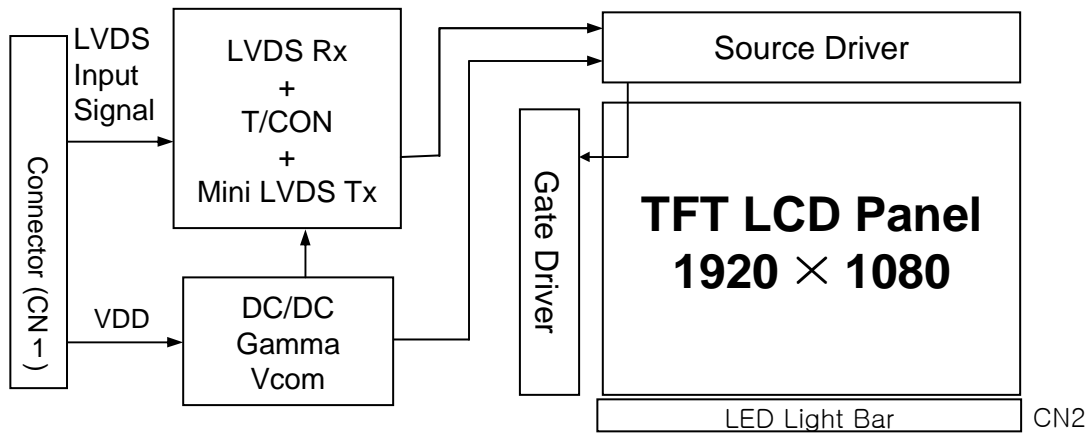 LVDS
Input
Signal
Connector (CN1)
VDD
LVDS Rx
+
T/CON
+
Mini LVDS Tx
DC/DC
Gamma
Vcom
Source Driver
Gate Driver
TFT LCD Panel
1920 × 1080
LED Light Bar
CN2